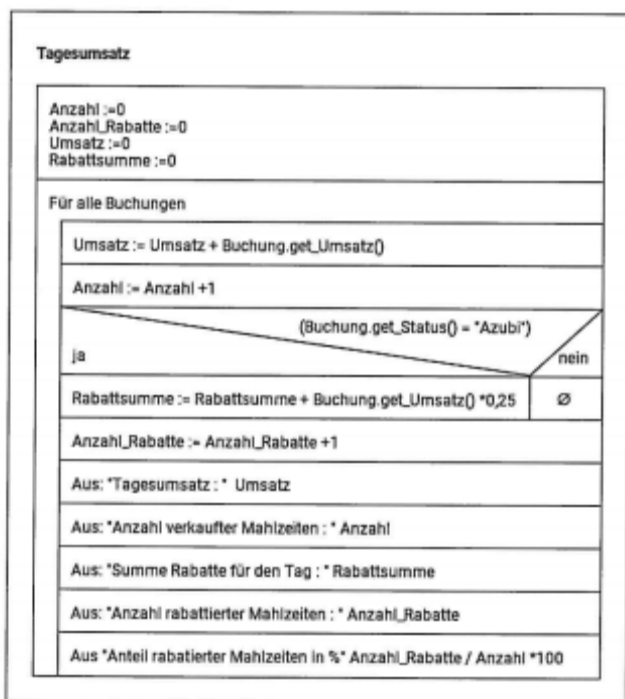 Tagesumsatz
Anzahl :=0
Anzahl_Rabatte :=0
Umsatz :=0
Rabattsumme :=0
Für alle Buchungen
Umsatz := Umsatz + Buchung.get_Umsatz()
Anzahl := Anzahl +1
(Buchung.get_Status() = "Azubi")
ja
nein
Rabattsumme := Rabattsumme + Buchung.get_Umsatz() *0,25
Ø
Anzahl_Rabatte := Anzahl_Rabatte +1
Aus: "Tagesumsatz : " Umsatz
Aus: "Anzahl verkaufter Mahlzeiten : " Anzahl
Aus: "Summe Rabatte für den Tag : " Rabattsumme
Aus: "Anzahl rabattierter Mahlzeiten : " Anzahl_Rabatte
Aus "Anteil rabatierter Mahlzeiten in %" Anzahl_Rabatte / Anzahl *100